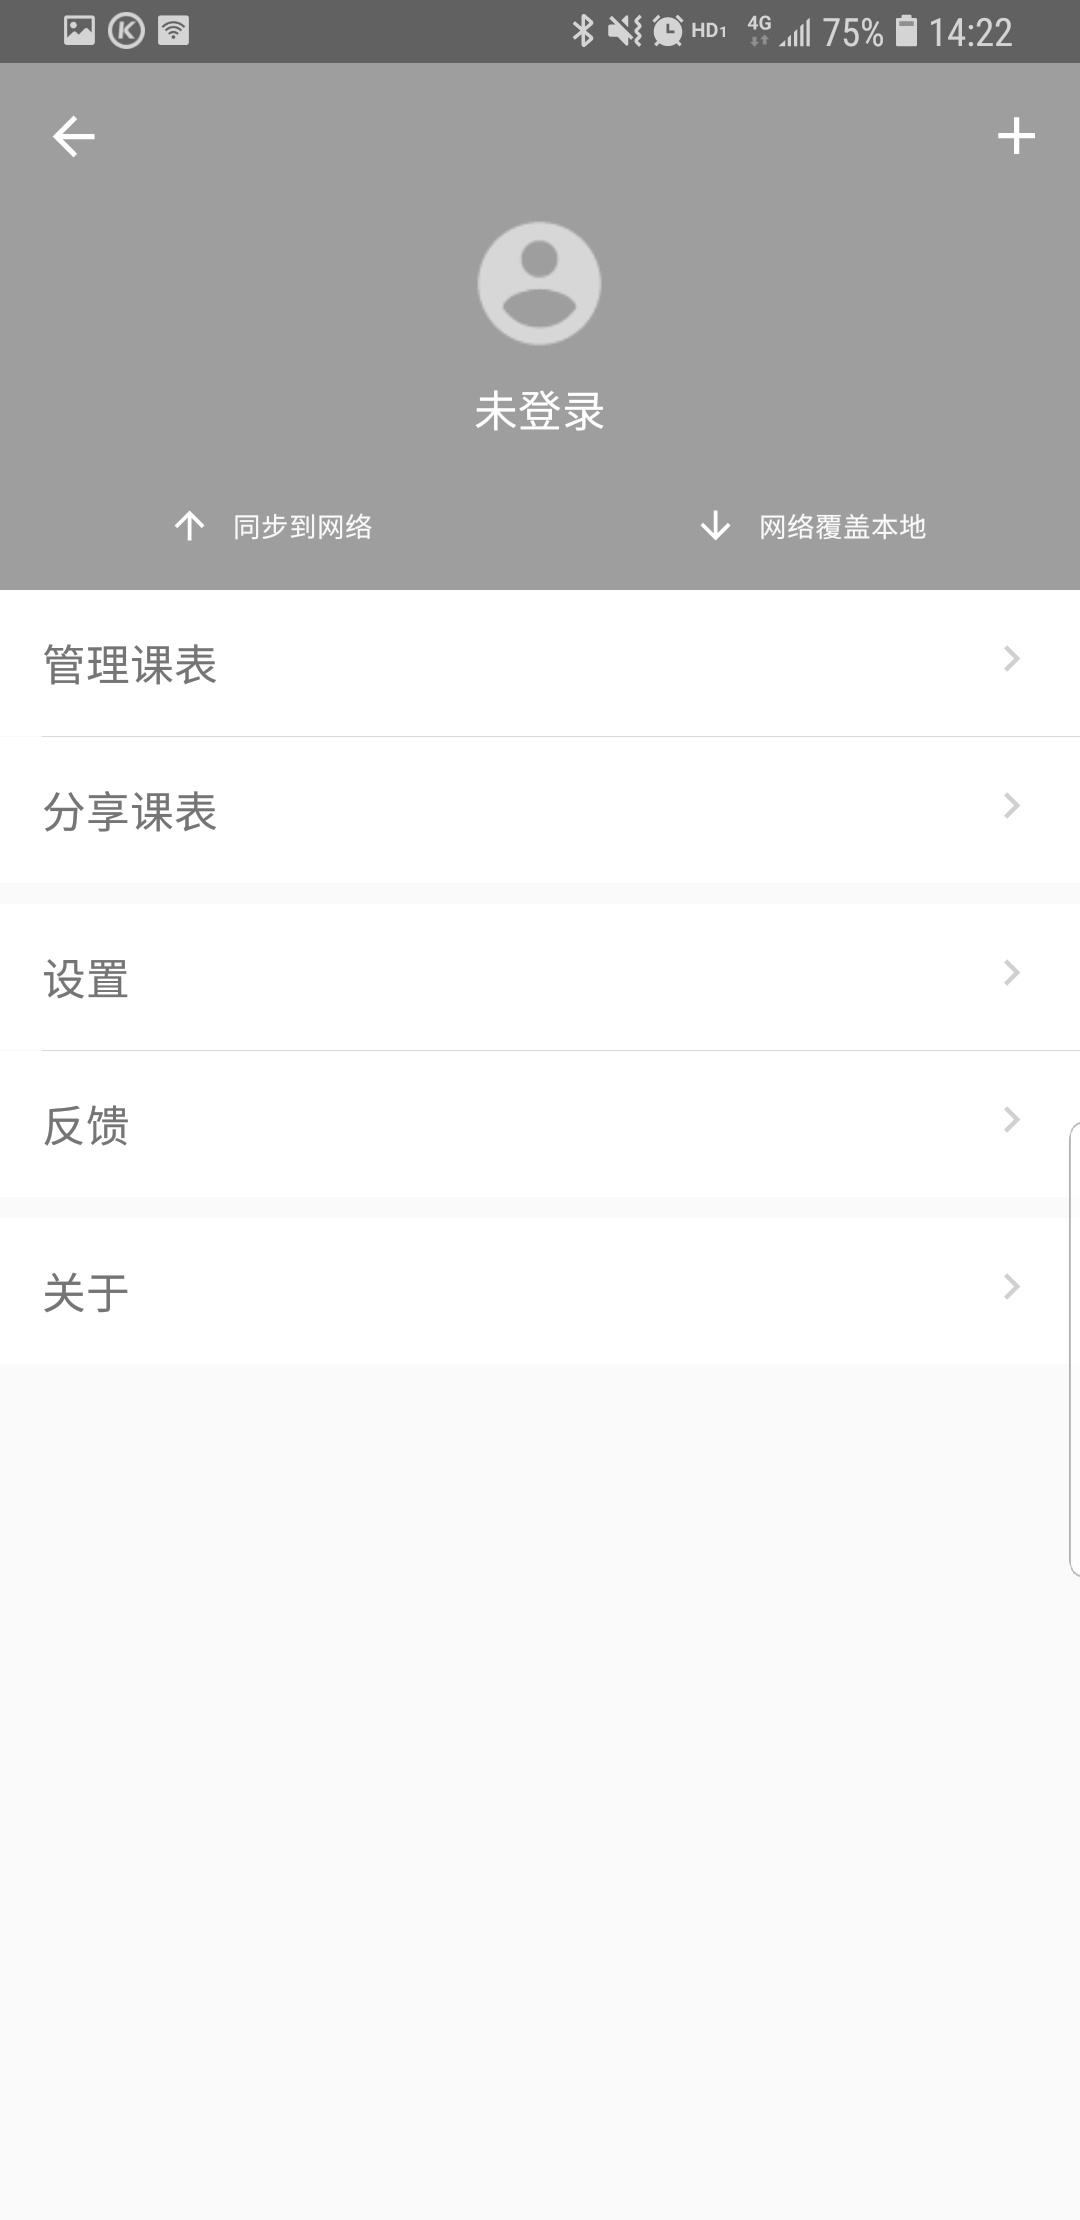 HD1 4G 75% 14:22
未登录
同步到网络 网络覆盖本地
管理课表
分享课表
设置
反馈
关于